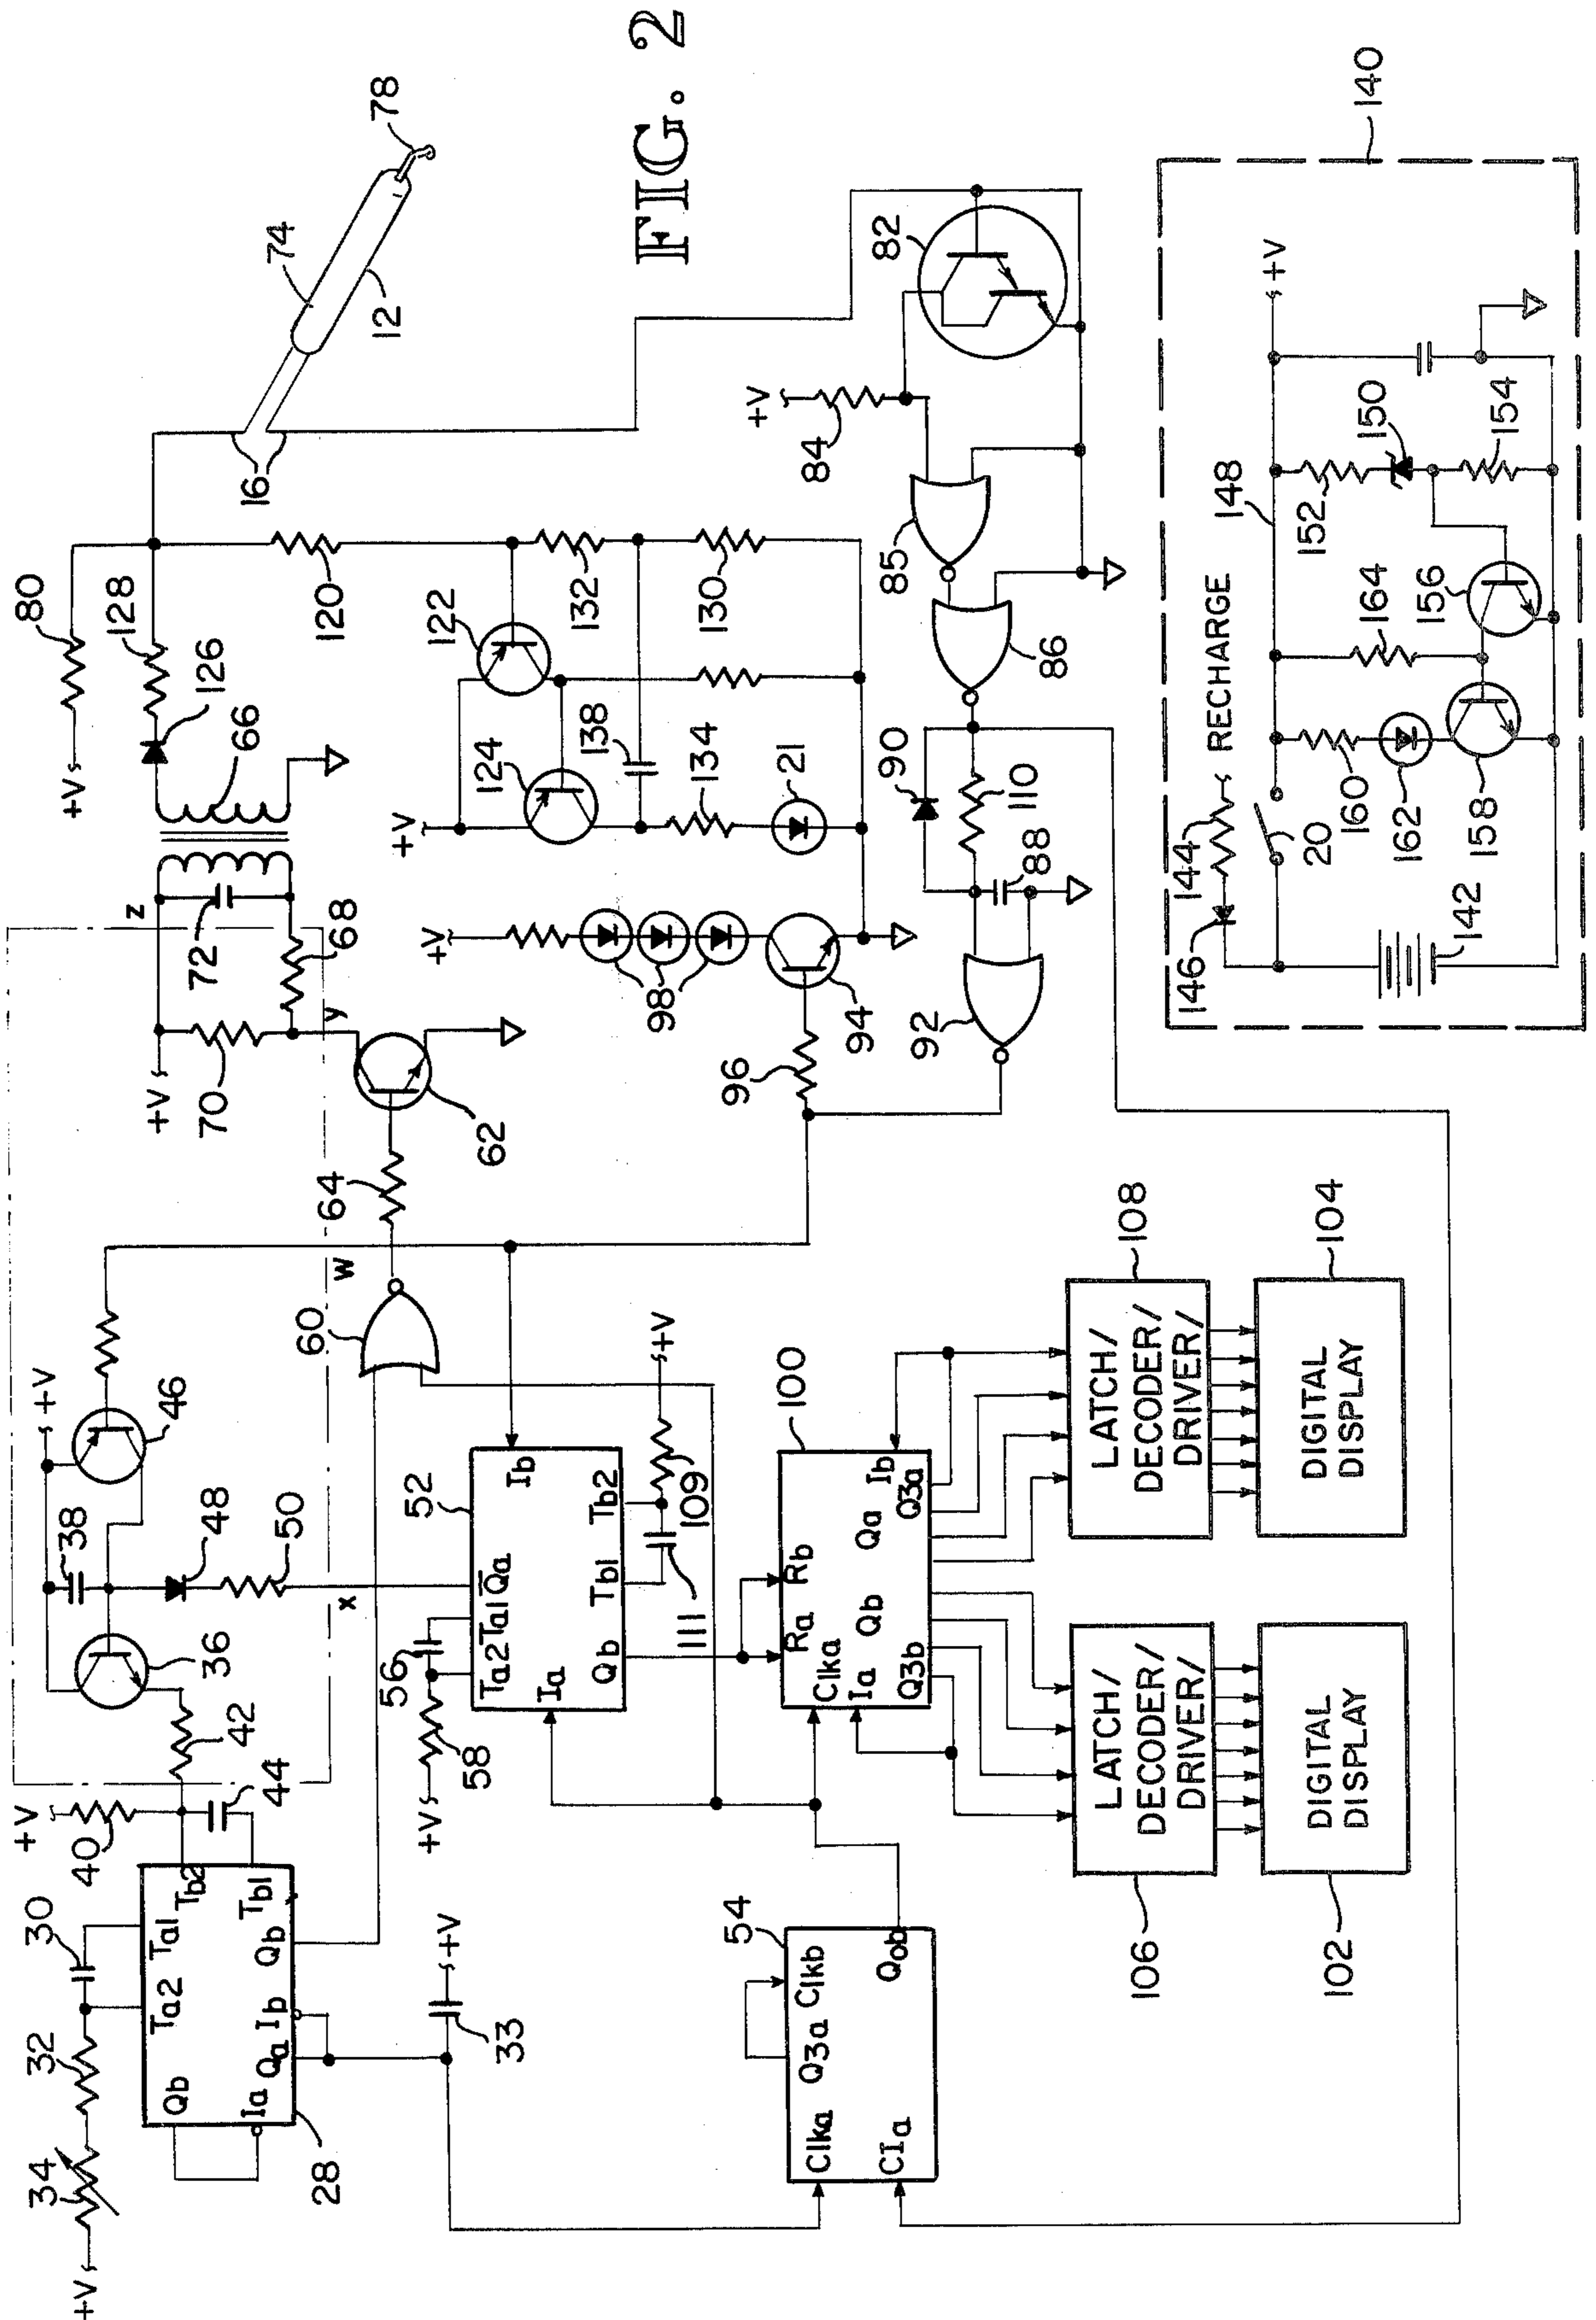 FIG. 2
+V
34
32
30
Ta2
Ta1
Qb
Ia
Q̅a
Ib
Qb
Tb2
Tb1
28
+V
40
44
42
36
38
+V
46
48
50
x
w
y
z
33
+V
+V
58
56
Ta2
Ta1
Q̅a
Ia
Ib
Qb
Tb1
Tb2
52
111
109
+V
60
64
62
+V
70
68
72
66
126
128
+V
80
16
74
12
78
120
122
124
+V
132
130
138
134
21
+V
98
94
96
82
+V
84
85
86
90
110
88
92
54
Clka
Q3a
Clkb
CIa
Qob
100
Ra
Rb
Clka
Ia
Ib
Qb
Qa
Q3b
Q3a
LATCH/
DECODER/
DRIVER/
106
LATCH/
DECODER/
DRIVER/
108
DIGITAL
DISPLAY
102
DIGITAL
DISPLAY
104
140
146
144
RECHARGE
148
+V
20
142
160
162
158
164
156
152
150
154